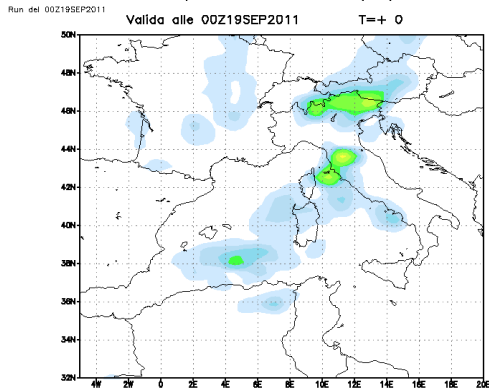 Run del 00Z19SEP2011
Valida alle 00Z19SEP2011 T=+ 0
50N
48N
46N
44N
42N
40N
38N
36N
34N
32N
4W 2W 0 2E 4E 6E 8E 10E 12E 14E 16E 18E 20E